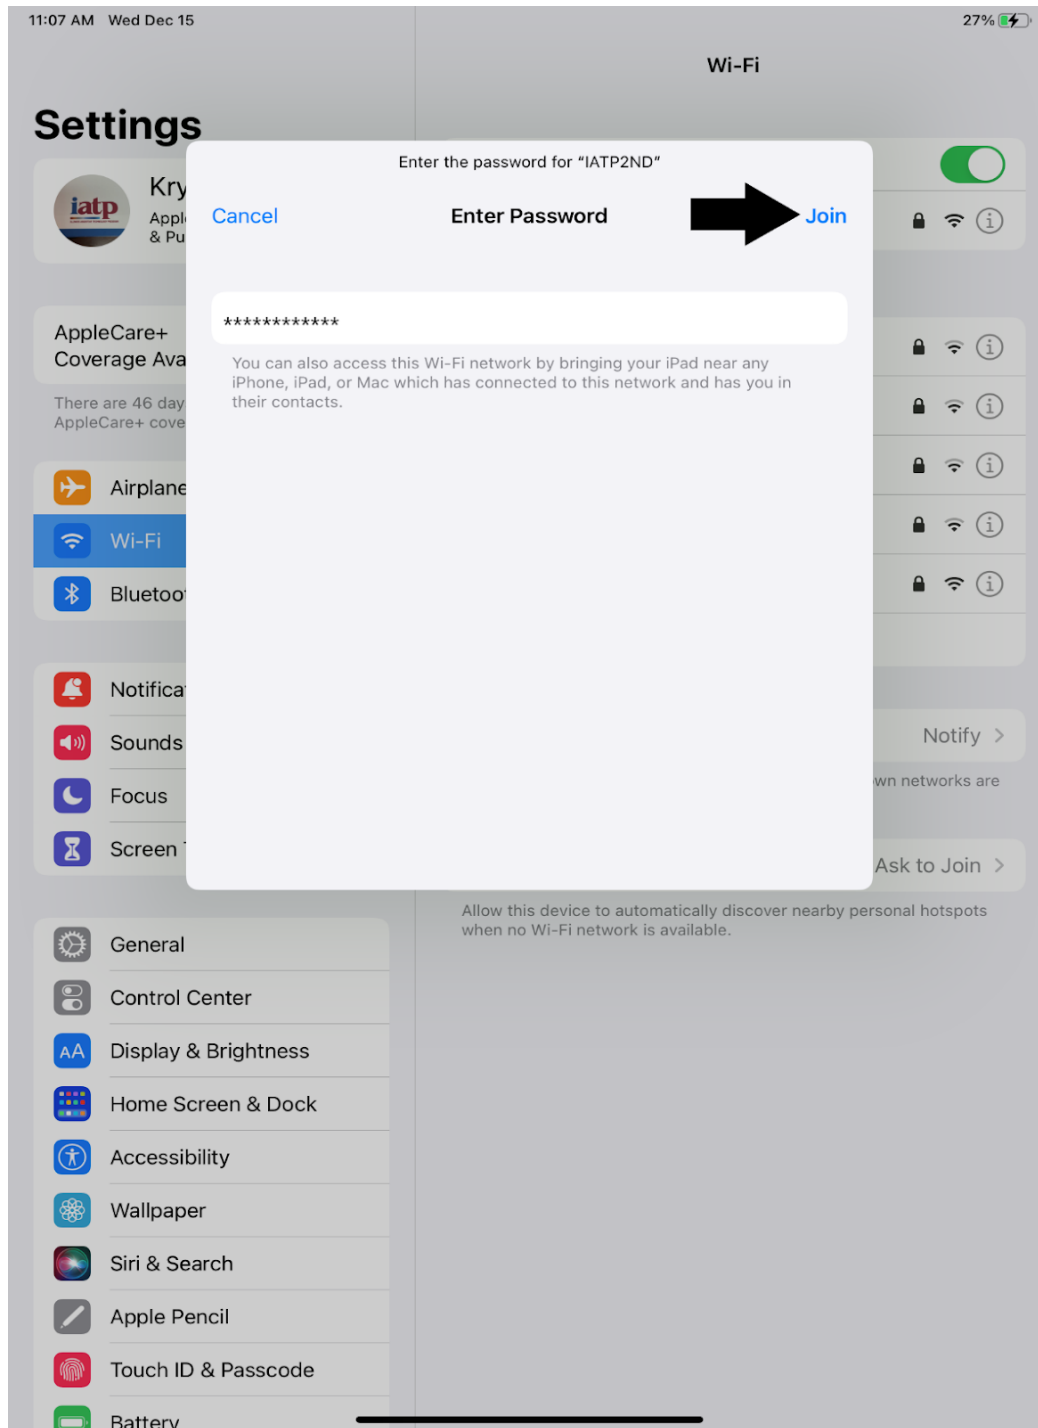 11:07 AM Wed Dec 15
27%
Wi-Fi
Settings
Enter the password for “IATP2ND”
Cancel
Enter Password
Join
************
You can also access this Wi-Fi network by bringing your iPad near any
iPhone, iPad, or Mac which has connected to this network and has you in
their contacts.
iatp
Kry
Appl
& Pu
AppleCare+
Coverage Ava
There are 46 day
AppleCare+ cove
Airplane
Wi-Fi
Bluetoo
Notifica
Sounds
Focus
Screen
General
Control Center
Display & Brightness
Home Screen & Dock
Accessibility
Wallpaper
Siri & Search
Apple Pencil
Touch ID & Passcode
Battery
Notify
wn networks are
Ask to Join
Allow this device to automatically discover nearby personal hotspots
when no Wi-Fi network is available.